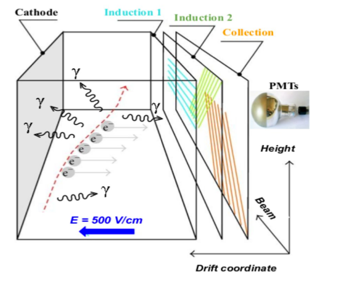 Cathode
Induction 1
Induction 2
Collection
PMTs
γ
γ
γ
γ
γ
e⁻
e⁻
e⁻
e⁻
e⁻
E = 500 V/cm
Height
Beam
Drift coordinate